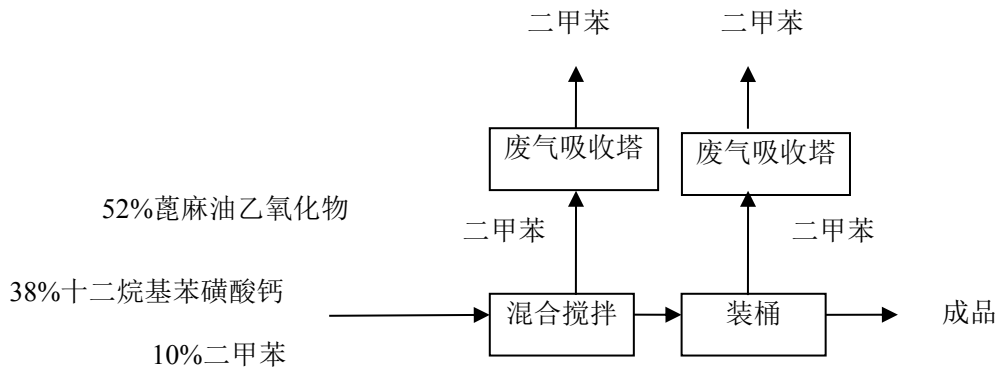 二甲苯
二甲苯
废气吸收塔
废气吸收塔
52%蓖麻油乙氧化物
二甲苯
二甲苯
38%十二烷基苯磺酸钙
混合搅拌
装桶
成品
10%二甲苯